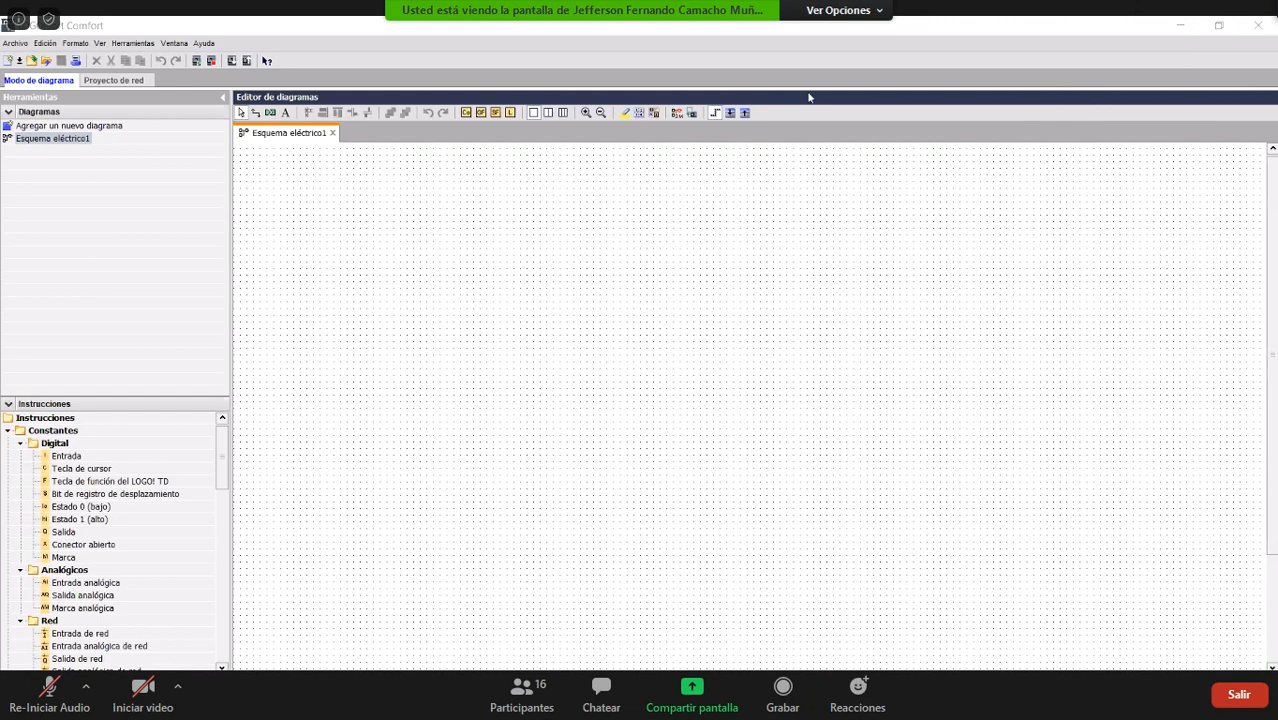 Usted está viendo la pantalla de Jefferson Fernando Camacho Muñ...
Ver Opciones
Comfort
Archivo Edición Formato Ver Herramientas Ventana Ayuda
Modo de diagrama Proyecto de red
Herramientas
Editor de diagramas
Diagramas
Agregar un nuevo diagrama
Esquema eléctrico1
Esquema eléctrico1
Instrucciones
Instrucciones
Constantes
Digital
Entrada
Tecla de cursor
Tecla de función del LOGO! TD
Bit de registro de desplazamiento
Estado 0 (bajo)
Estado 1 (alto)
Salida
Conector abierto
Marca
Analógicos
Entrada analógica
Salida analógica
Marca analógica
Red
Entrada de red
Entrada analógica de red
Salida de red
Salida analógica de red
Re-Iniciar Audio
Iniciar video
16
Participantes
Chatear
Compartir pantalla
Grabar
Reacciones
Salir